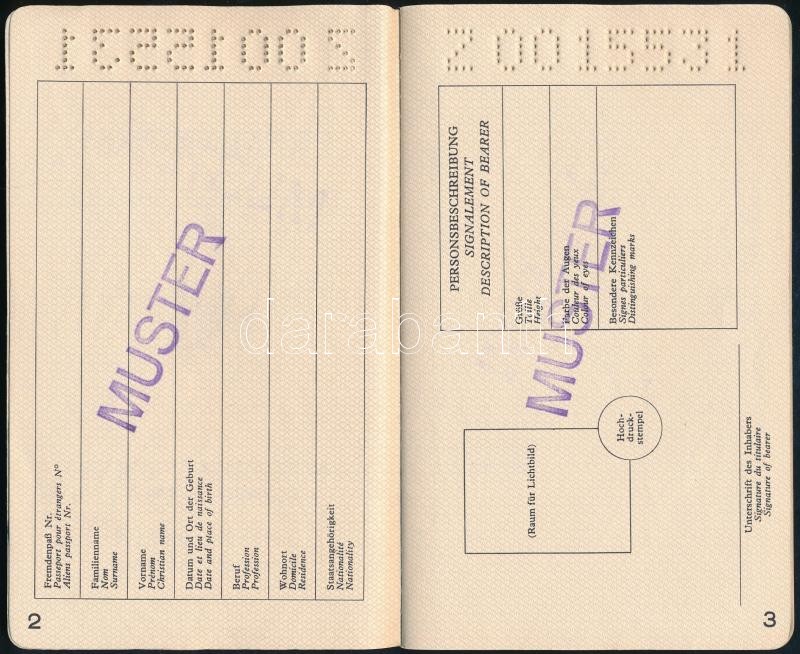 Z 0015531
Fremdenpaß Nr.
Passeport pour étrangers Nº
Aliens passport Nr.
Familienname
Nom
Surname
Vorname
Prénom
Christian name
Datum und Ort der Geburt
Date et lieu de naissance
Date and place of birth
Beruf
Profession
Profession
Wohnort
Domicile
Residence
Staatsangehörigkeit
Nationalité
Nationality
MUSTER
2
Z 0015531
PERSONSBESCHREIBUNG
SIGNALEMENT
DESCRIPTION OF BEARER
Größe
Taille
Height
Farbe der Augen
Couleur des yeux
Colour of eyes
Besondere Kennzeichen
Signes particuliers
Distinguishing marks
MUSTER
(Raum für Lichtbild)
Hoch-
druck-
stempel
Unterschrift des Inhabers
Signature du titulaire
Signature of bearer
3
darabanth